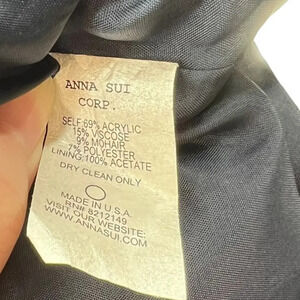 ANNA SUI
CORP.
SELF:69% ACRYLIC
15% VISCOSE
9% MOHAIR
7% POLYESTER
LINING:100% ACETATE
DRY CLEAN ONLY
MADE IN U.S.A
RN# 8212149
VISIT OUR WEBSITE:
WWW.ANNASUI.COM